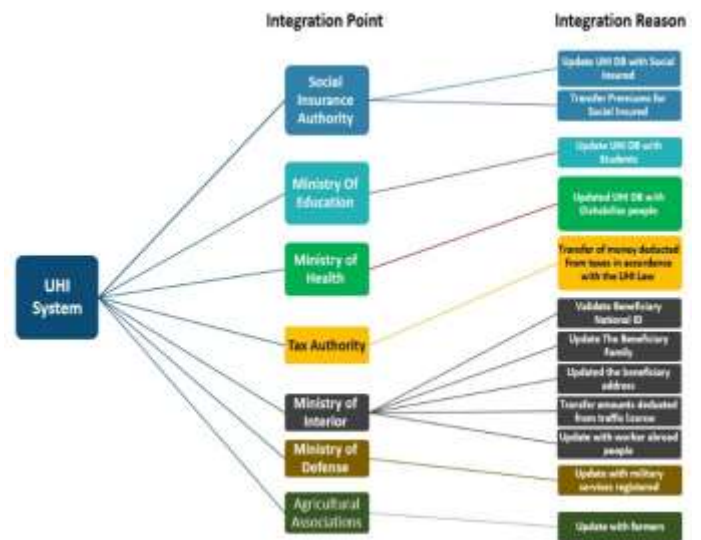 Integration Point
Integration Reason
UHI
System
Social
Insurance
Authority
Ministry Of
Education
Ministry of
Health
Tax Authority
Ministry of
Interior
Ministry of
Defense
Agricultural
Associations
Update UHI DB with Social
Insured
Transfer Premiums for
Social Insured
Update UHI DB with
Students
Updated UHI DB with
people
Transfer of money deducted
from taxes in accordance
with the UHI Law
Validate Beneficiary
National ID
Update The Beneficiary
Family
Updated the beneficiary
address
Transfer amounts deducted
from traffic license
Update with worker abroad
people
Update with military
services registered
Update with farmers